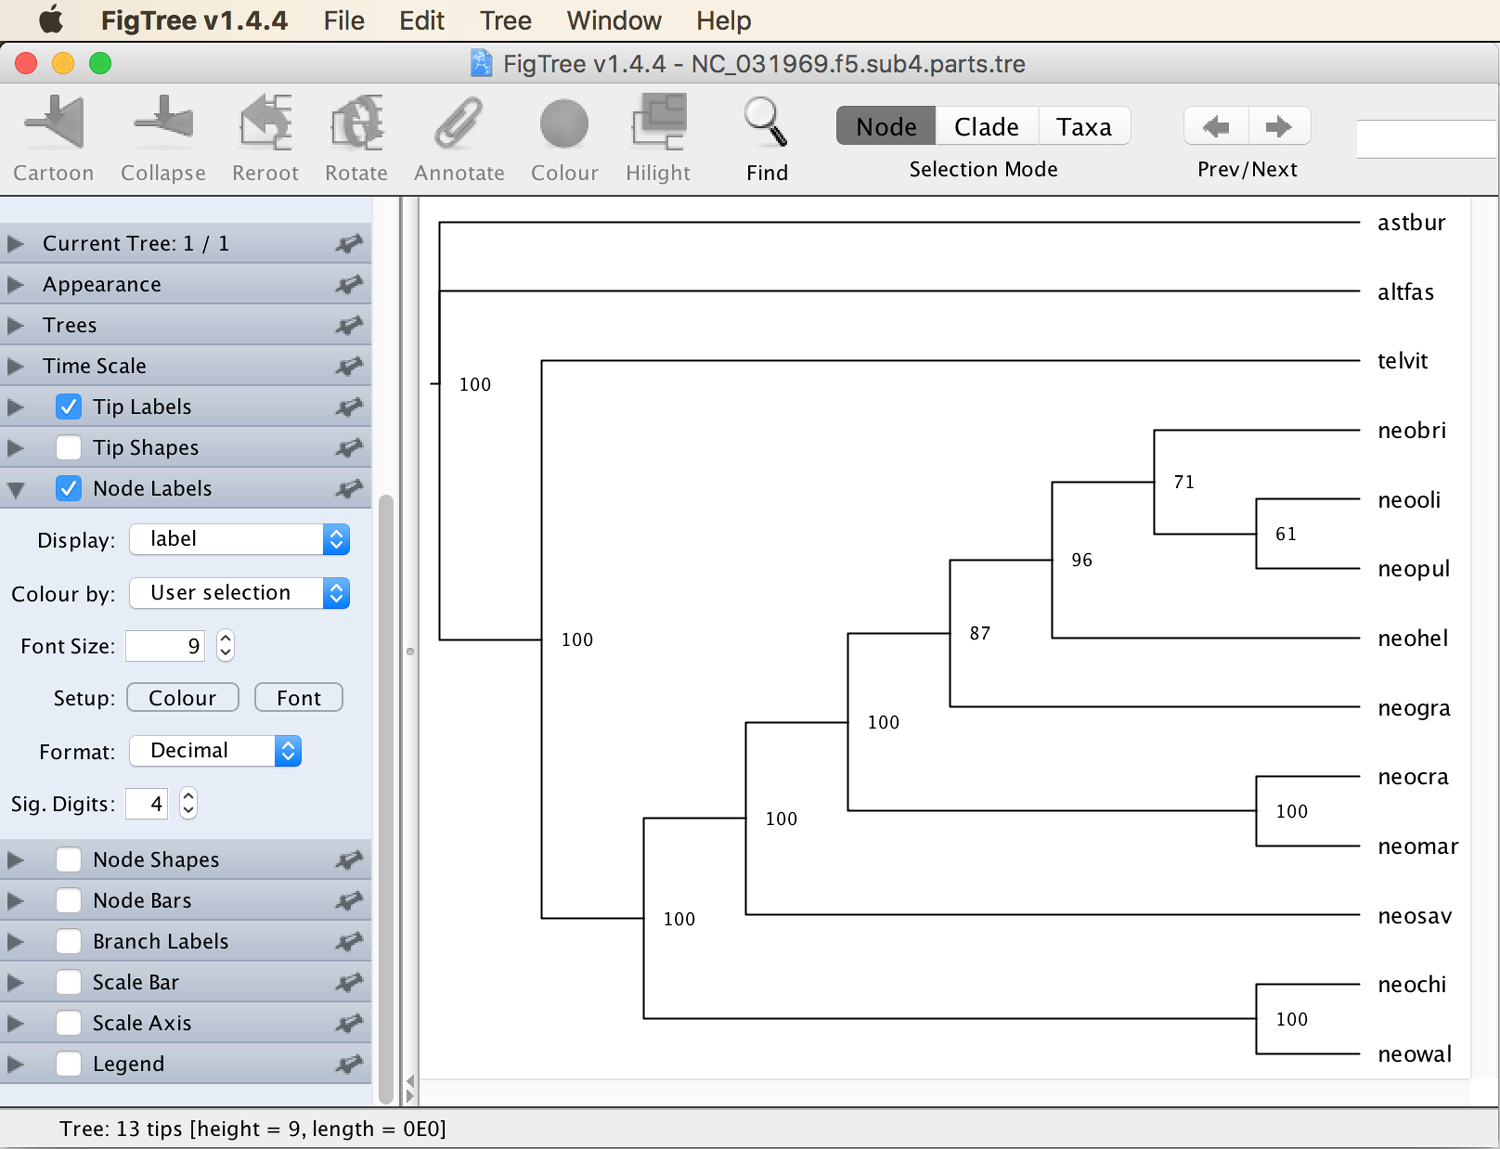 FigTree v1.4.4 File Edit Tree Window Help
FigTree v1.4.4 - NC_031969.f5.sub4.parts.tre
Cartoon Collapse Reroot Rotate Annotate Colour Hilight Find
Node Clade Taxa
Selection Mode
Prev/Next
Current Tree: 1 / 1
Appearance
Trees
Time Scale
Tip Labels
Tip Shapes
Node Labels
Display: label
Colour by: User selection
Font Size: 9
Setup: Colour Font
Format: Decimal
Sig. Digits: 4
Node Shapes
Node Bars
Branch Labels
Scale Bar
Scale Axis
Legend
astbur
altfas
telvit
100
neobri
71
neooli
61
neopul
96
neohel
87
100
neogra
100
neocra
100
neomar
100
neosav
100
neochi
100
neowal
Tree: 13 tips [height = 9, length = 0E0]